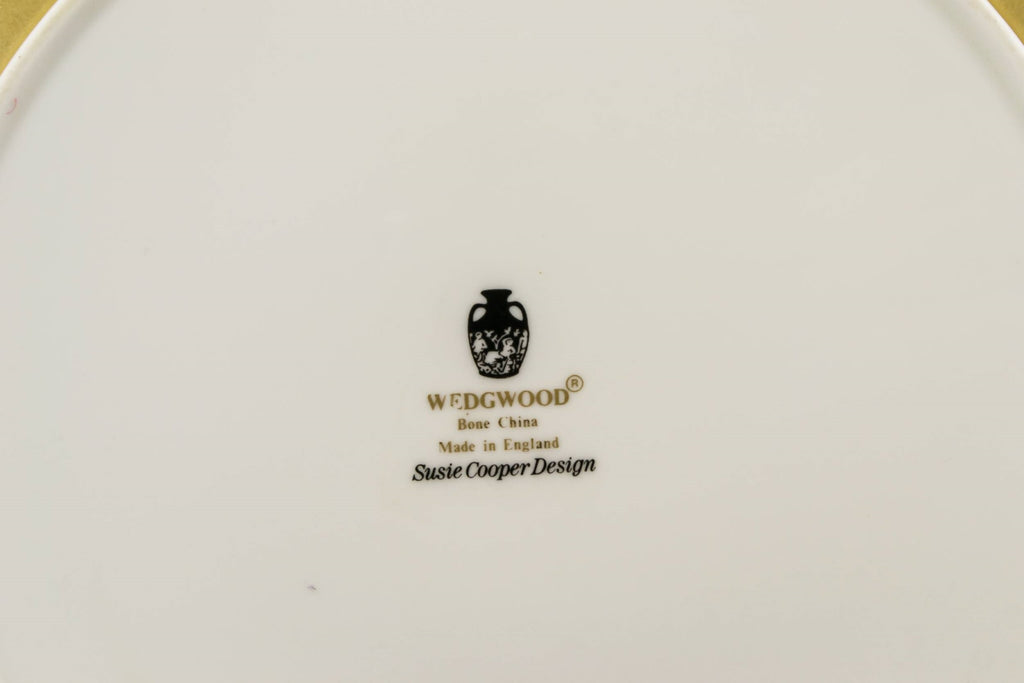 WEDGWOOD®
Bone China
Made in England
Susie Cooper Design